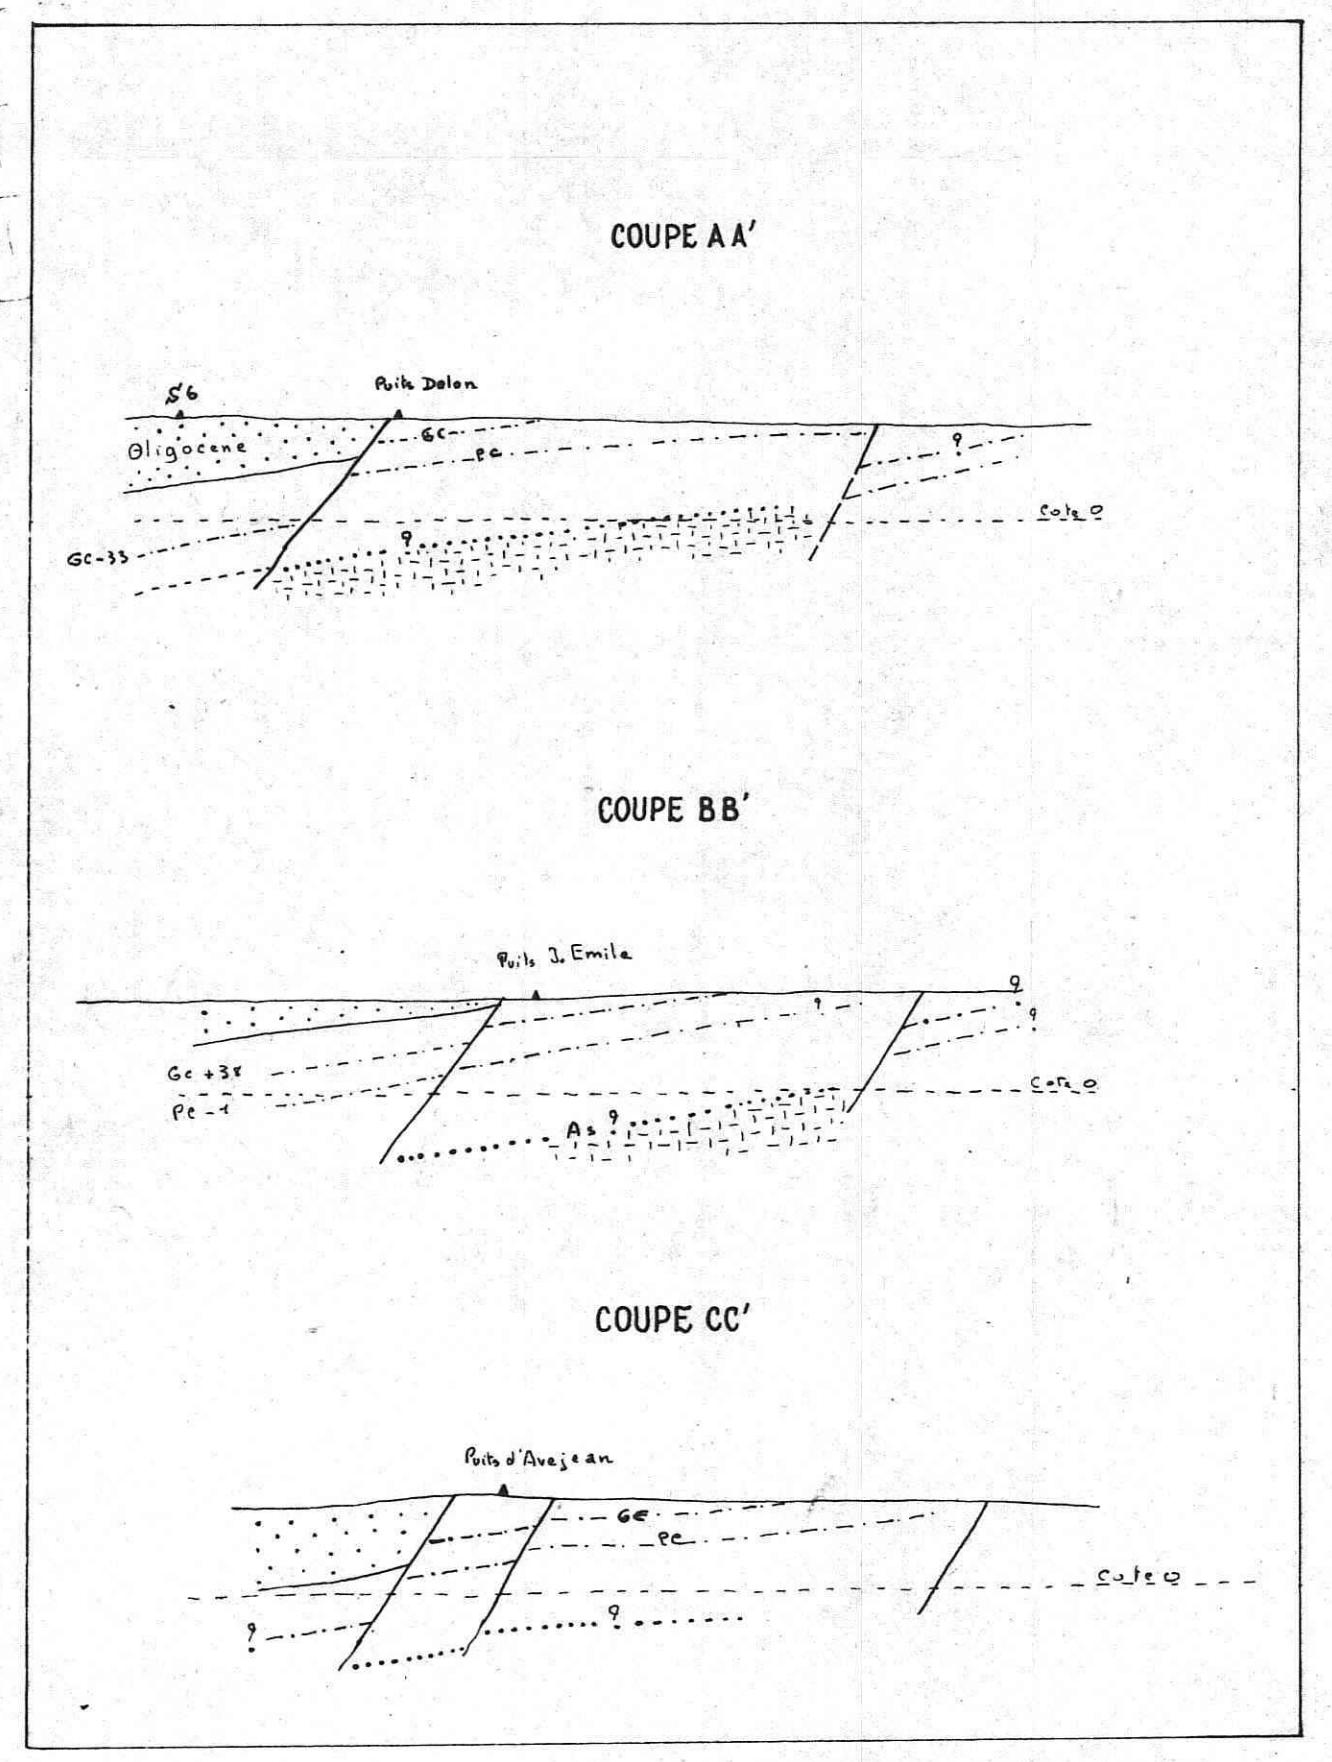 COUPE AA'
S6
Puits Dolon
Oligocene
GC
PC
?
Cote 0
?
GC-33
COUPE BB'
Puits J. Emile
?
?
?
Gc +38
Cote 0
PC -1
As ?
COUPE CC'
Puits d'Avejean
GC
PC
Cote 0
?
?